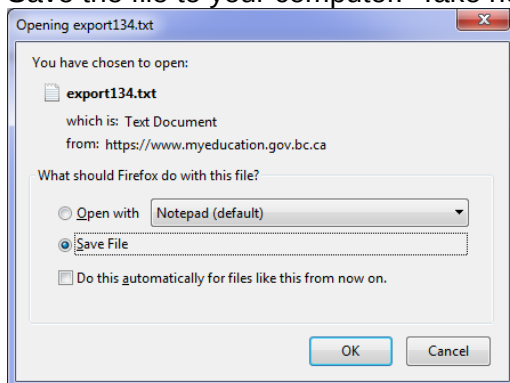 Save the file to your computer. Take n
Opening export134.txt
You have chosen to open:
export134.txt
which is: Text Document
from: https://www.myeducation.gov.bc.ca
What should Firefox do with this file?
Open with Notepad (default)
Save File
Do this automatically for files like this from now on.
OK Cancel